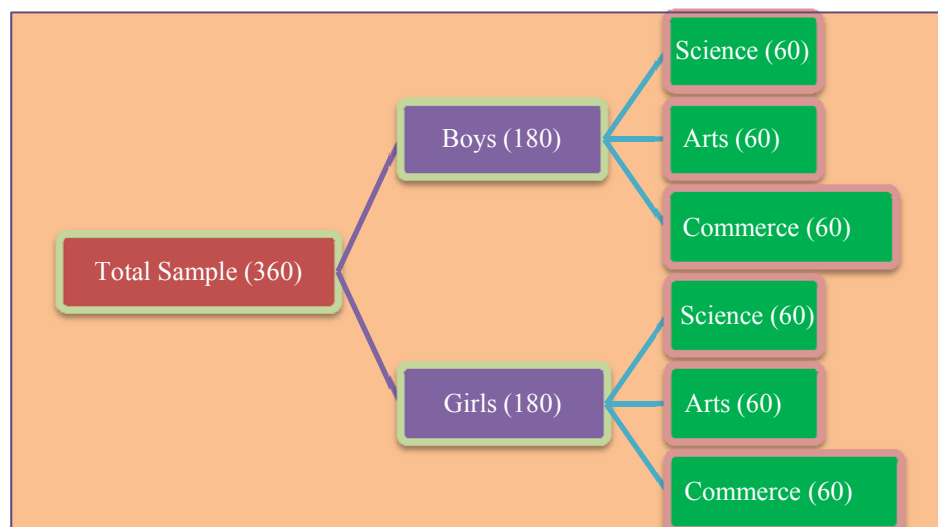 Total Sample (360)
Boys (180)
Science (60)
Arts (60)
Commerce (60)
Girls (180)
Science (60)
Arts (60)
Commerce (60)